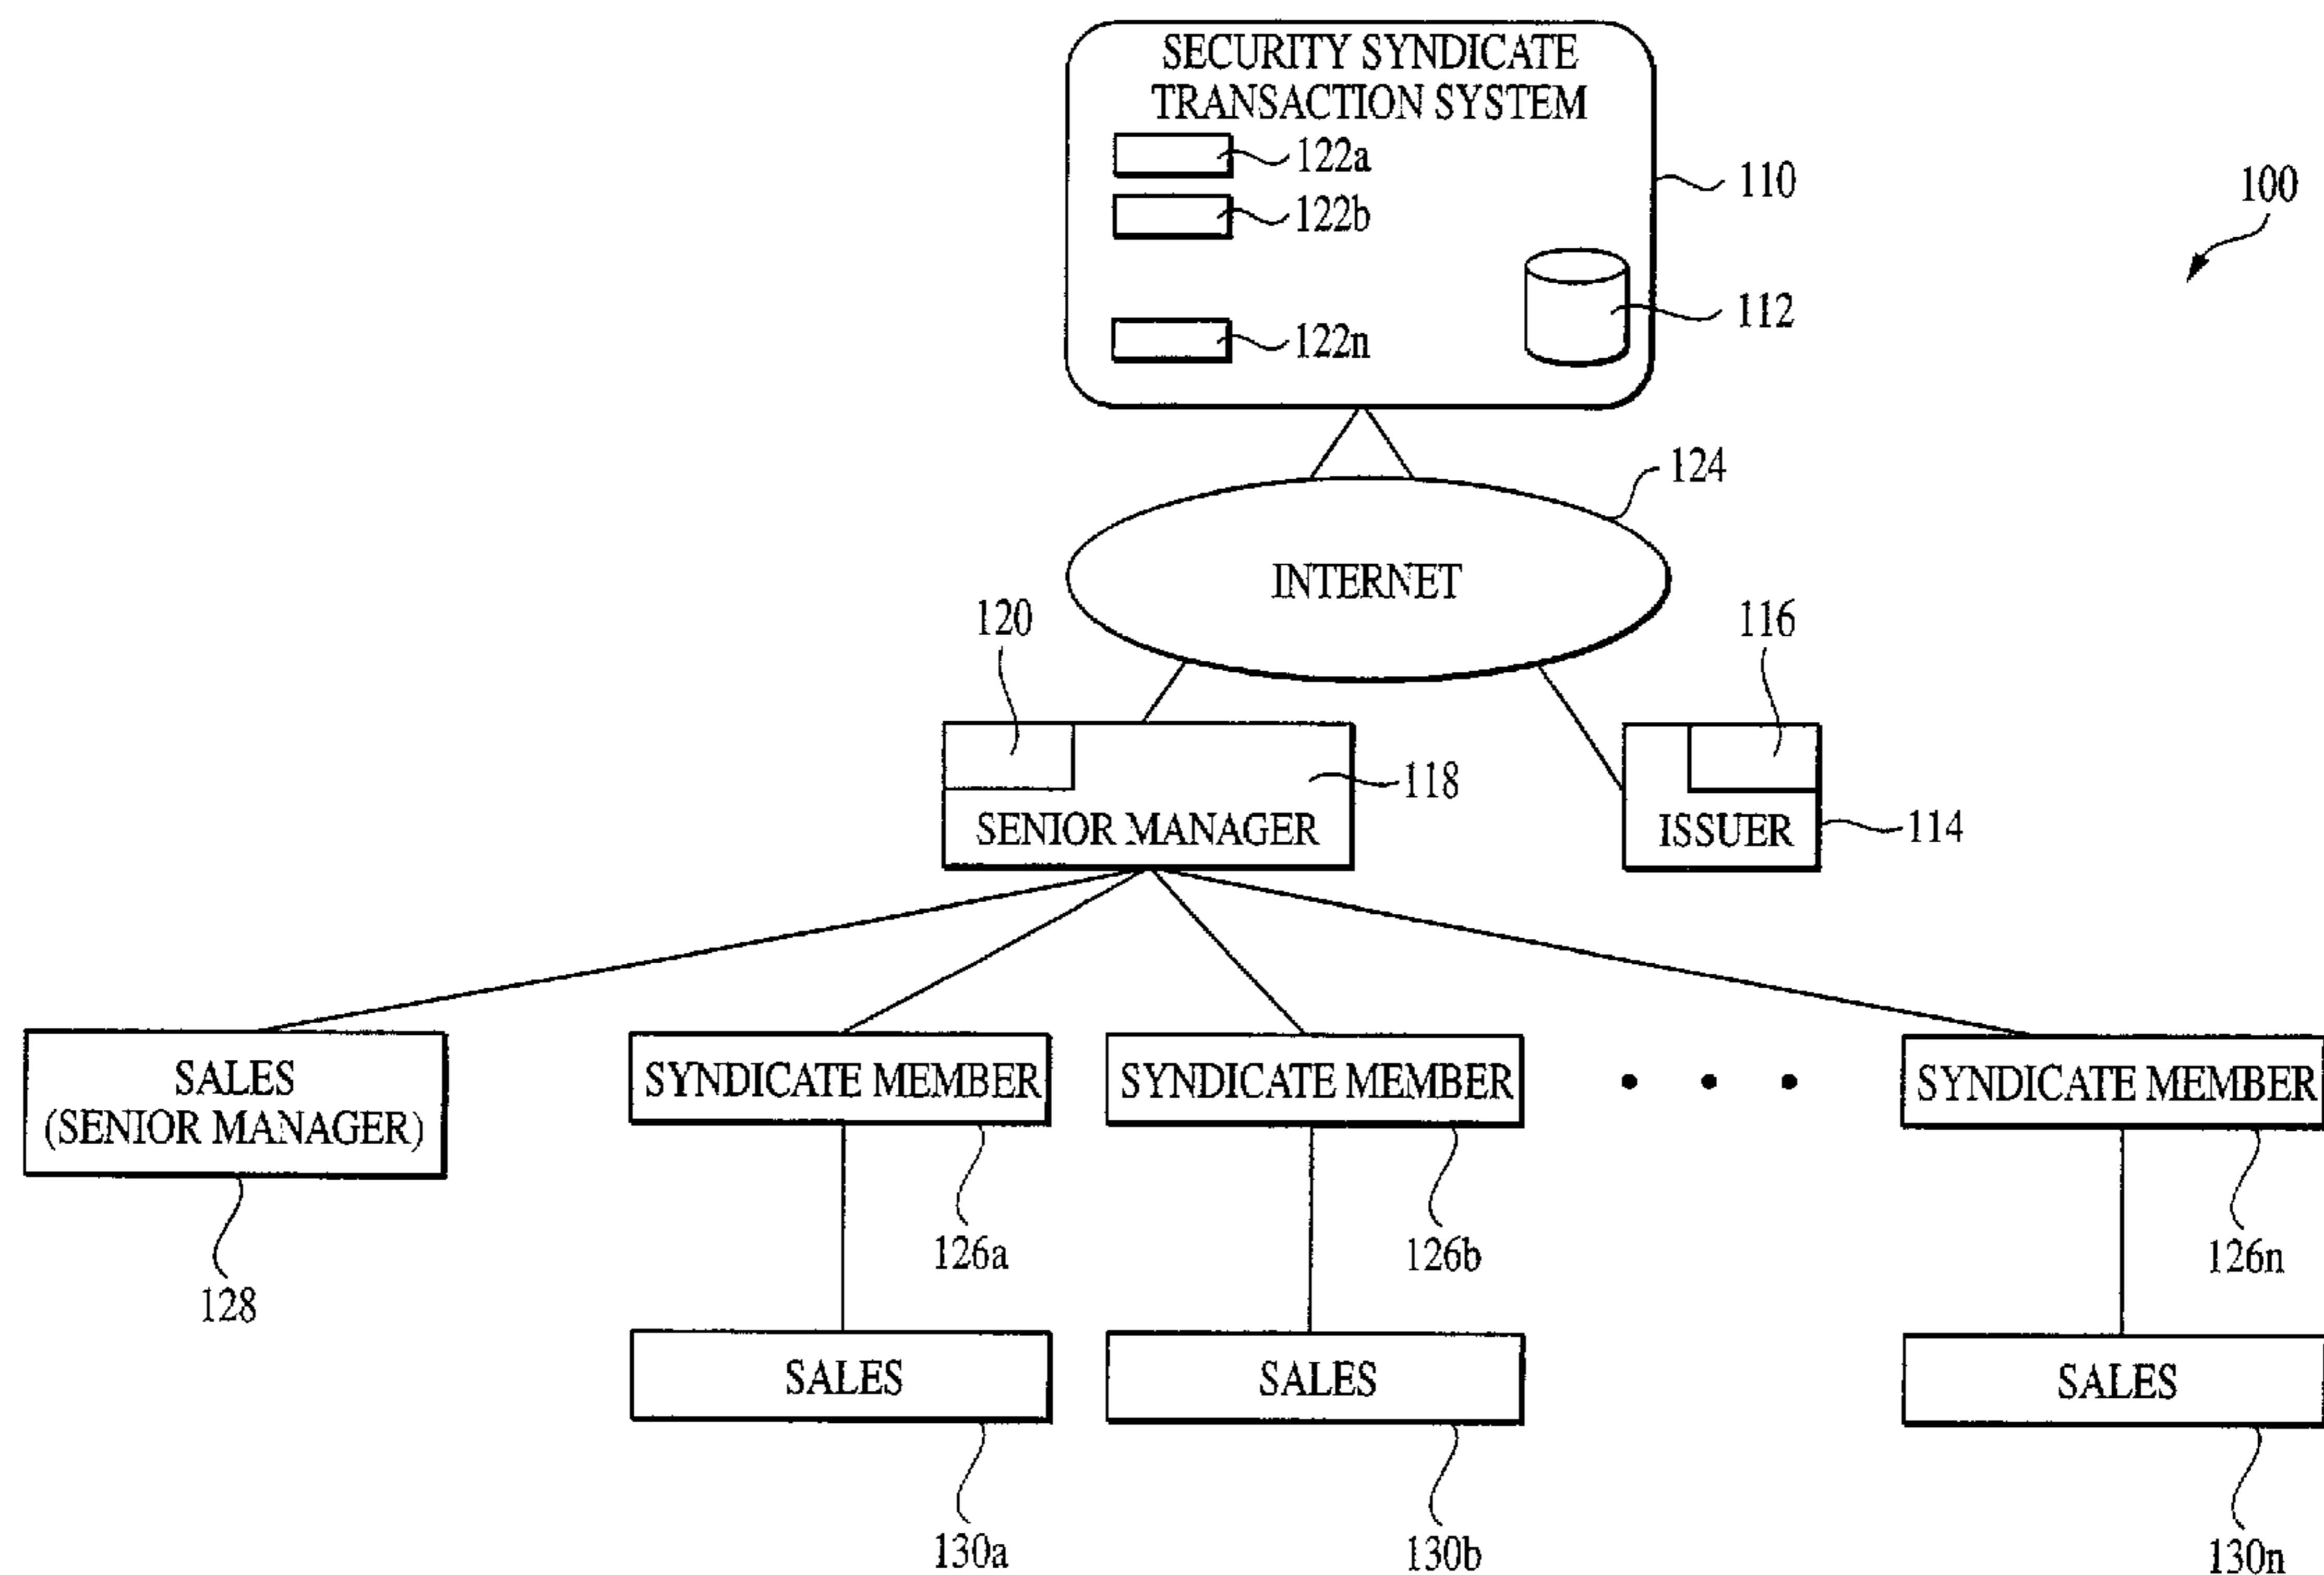 SECURITY SYNDICATE
TRANSACTION SYSTEM
122a
110
100
122b
112
122n
124
INTERNET
120
116
118
SENIOR MANAGER
ISSUER
114
SALES
(SENIOR MANAGER)
SYNDICATE MEMBER
SYNDICATE MEMBER
• • •
SYNDICATE MEMBER
128
126a
126b
126n
SALES
SALES
SALES
130a
130b
130n